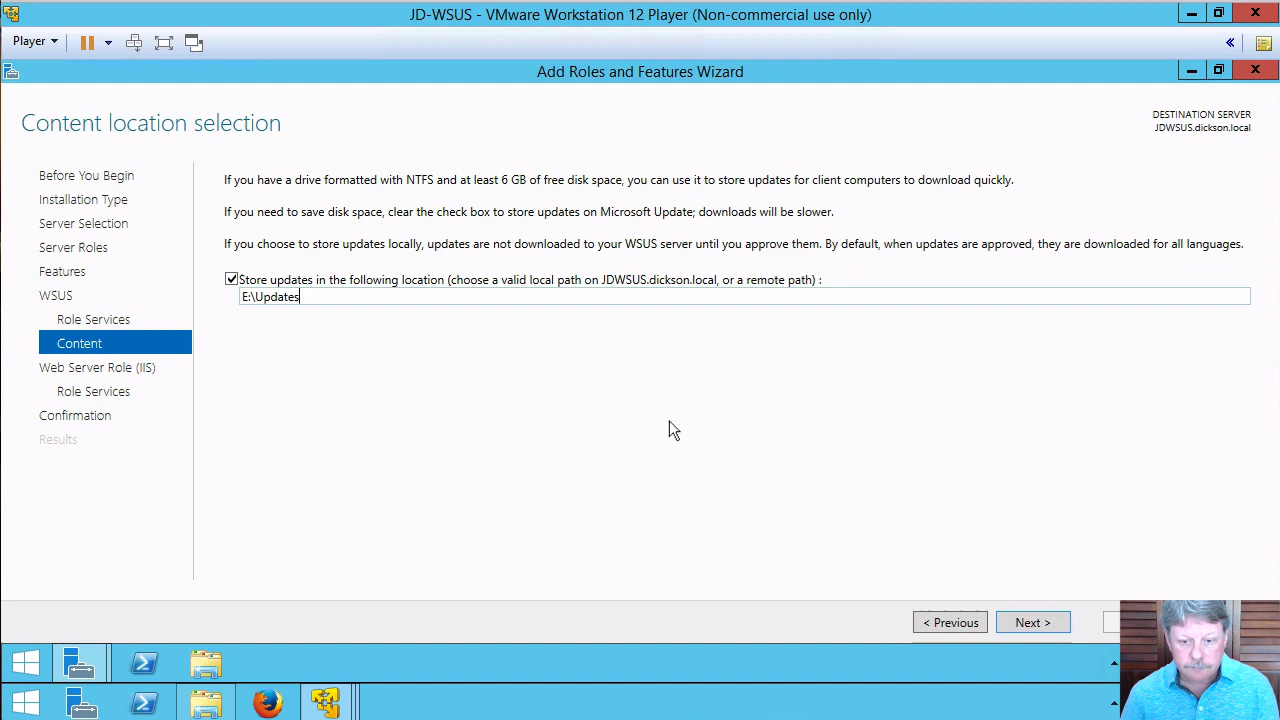 JD-WSUS - VMware Workstation 12 Player (Non-commercial use only)
Player
Add Roles and Features Wizard
Content location selection
DESTINATION SERVER
JDWSUS.dickson.local
Before You Begin
Installation Type
Server Selection
Server Roles
Features
WSUS
Role Services
Content
Web Server Role (IIS)
Role Services
Confirmation
Results
If you have a drive formatted with NTFS and at least 6 GB of free disk space, you can use it to store updates for client computers to download quickly.
If you need to save disk space, clear the check box to store updates on Microsoft Update; downloads will be slower.
If you choose to store updates locally, updates are not downloaded to your WSUS server until you approve them. By default, when updates are approved, they are downloaded for all languages.
Store updates in the following location (choose a valid local path on JDWSUS.dickson.local, or a remote path) :
E:\Updates
< Previous
Next >